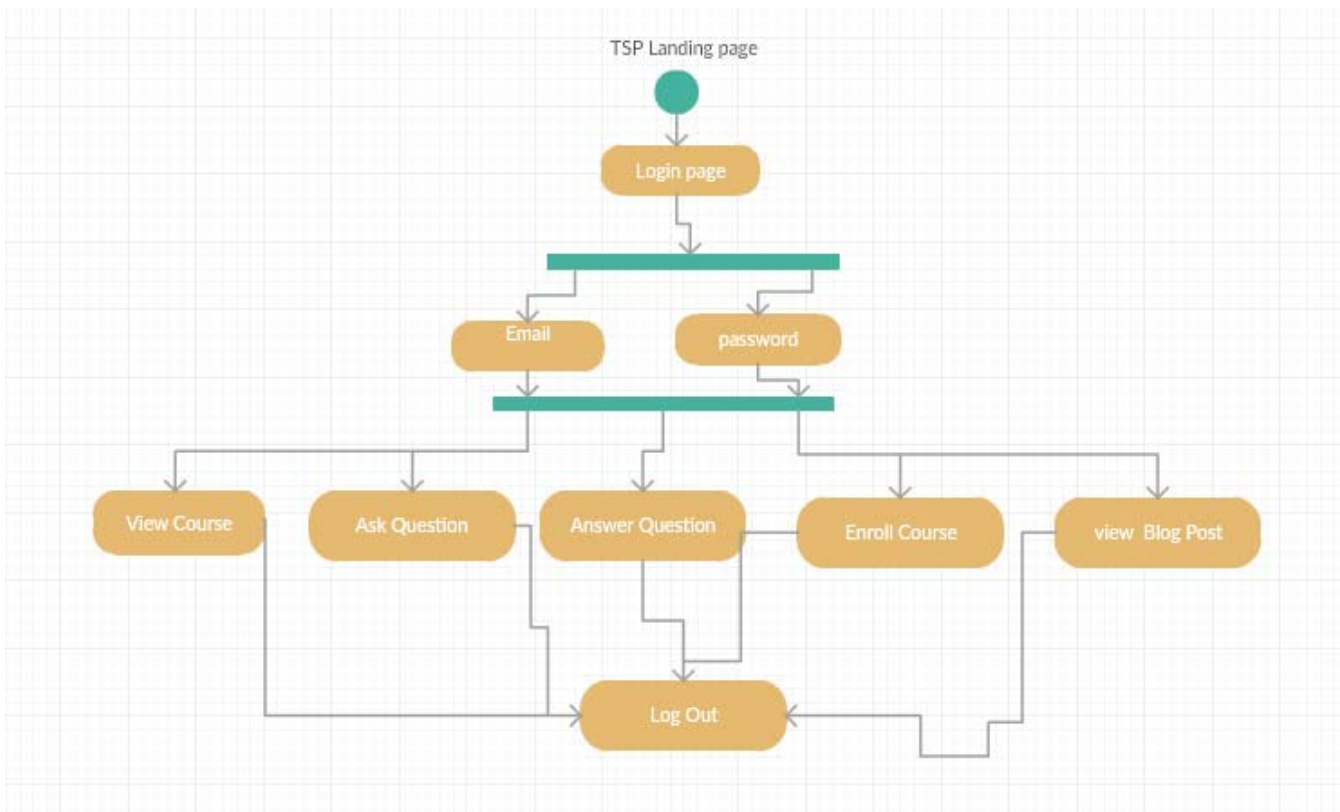 TSP Landing page
Login page
Email
password
View Course
Ask Question
Answer Question
Enroll Course
view Blog Post
Log Out